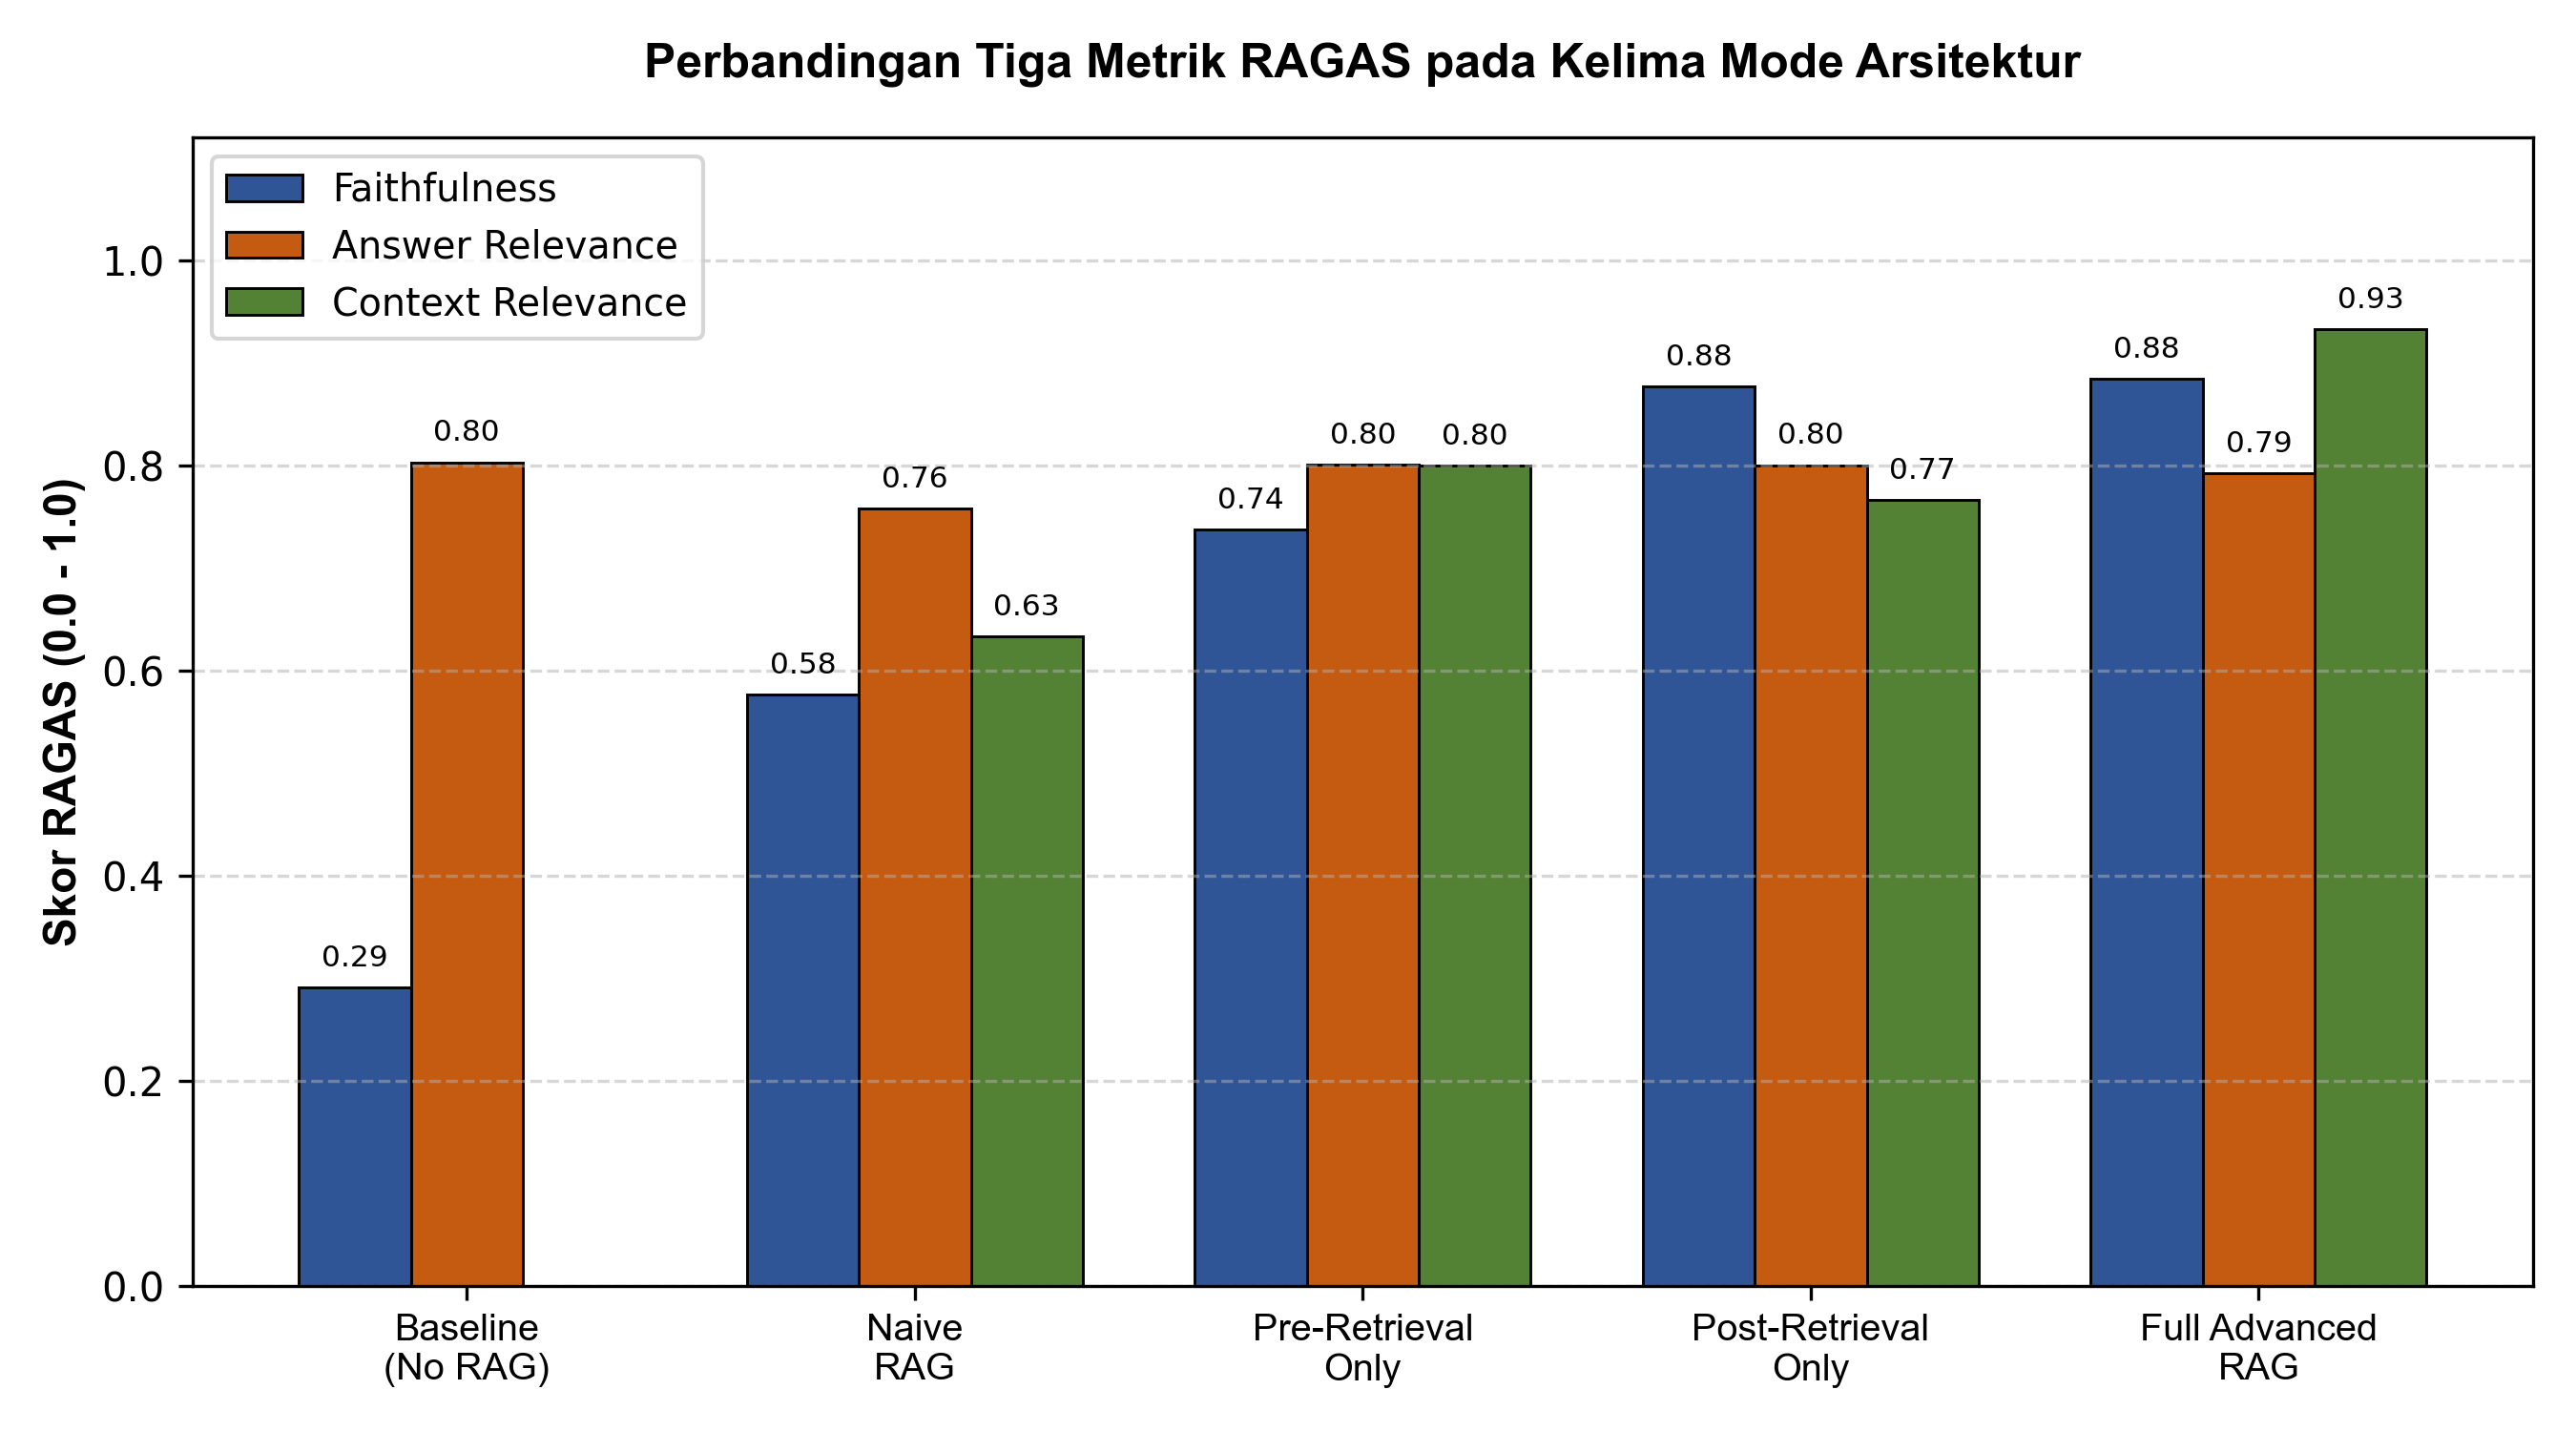 Perbandingan Tiga Metrik RAGAS pada Kelima Mode Arsitektur
Faithfulness
Answer Relevance
Context Relevance
Skor RAGAS (0.0 - 1.0)
1.0
0.8
0.6
0.4
0.2
0.0
0.29
0.80
0.58
0.76
0.63
0.74
0.80
0.80
0.88
0.80
0.77
0.88
0.79
0.93
Baseline
(No RAG)
Naive
RAG
Pre-Retrieval
Only
Post-Retrieval
Only
Full Advanced
RAG